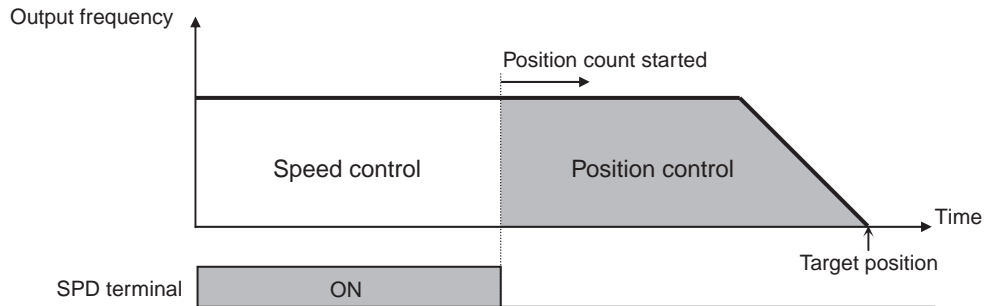 Output frequency
Position count started
Speed control
Position control
Time
Target position
SPD terminal
ON